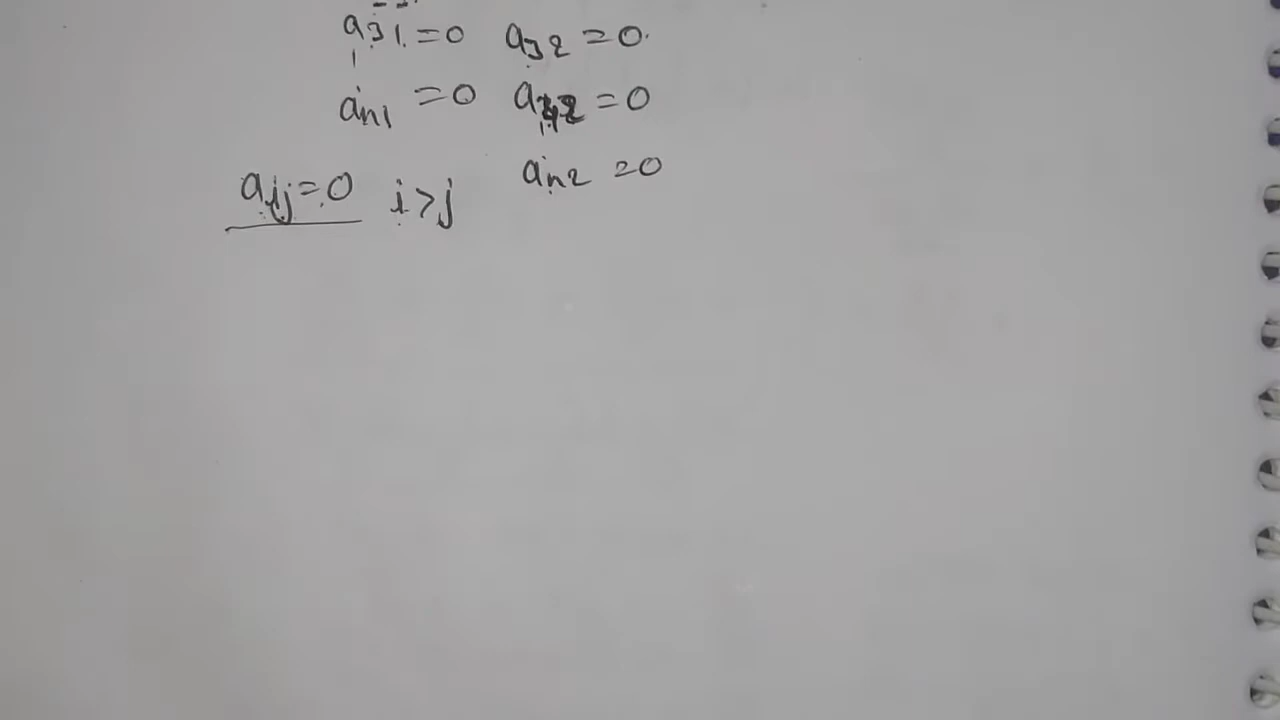 a31 = 0 a32 = 0.
an1 = 0 a42 = 0
aij = 0 i > j an2 = 0